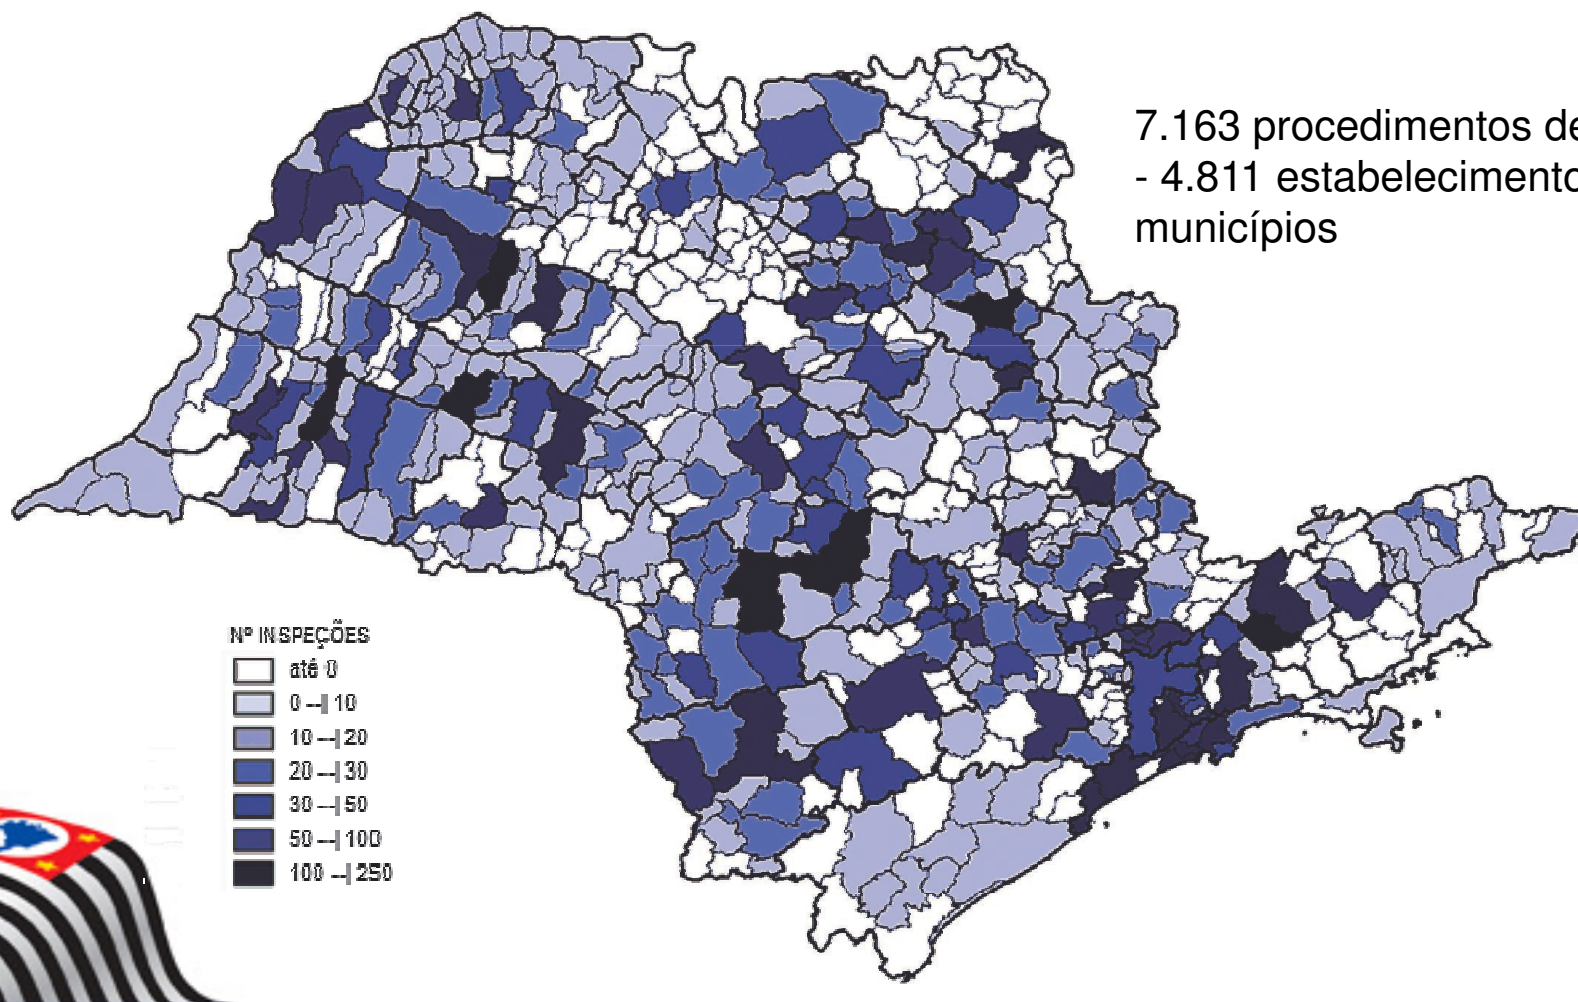 7.163 procedimentos de
- 4.811 estabelecimento
municípios
Nº INSPEÇÕES
até 0
0 --| 10
10 --| 20
20 --| 30
30 --| 50
50 --| 100
100 --| 250